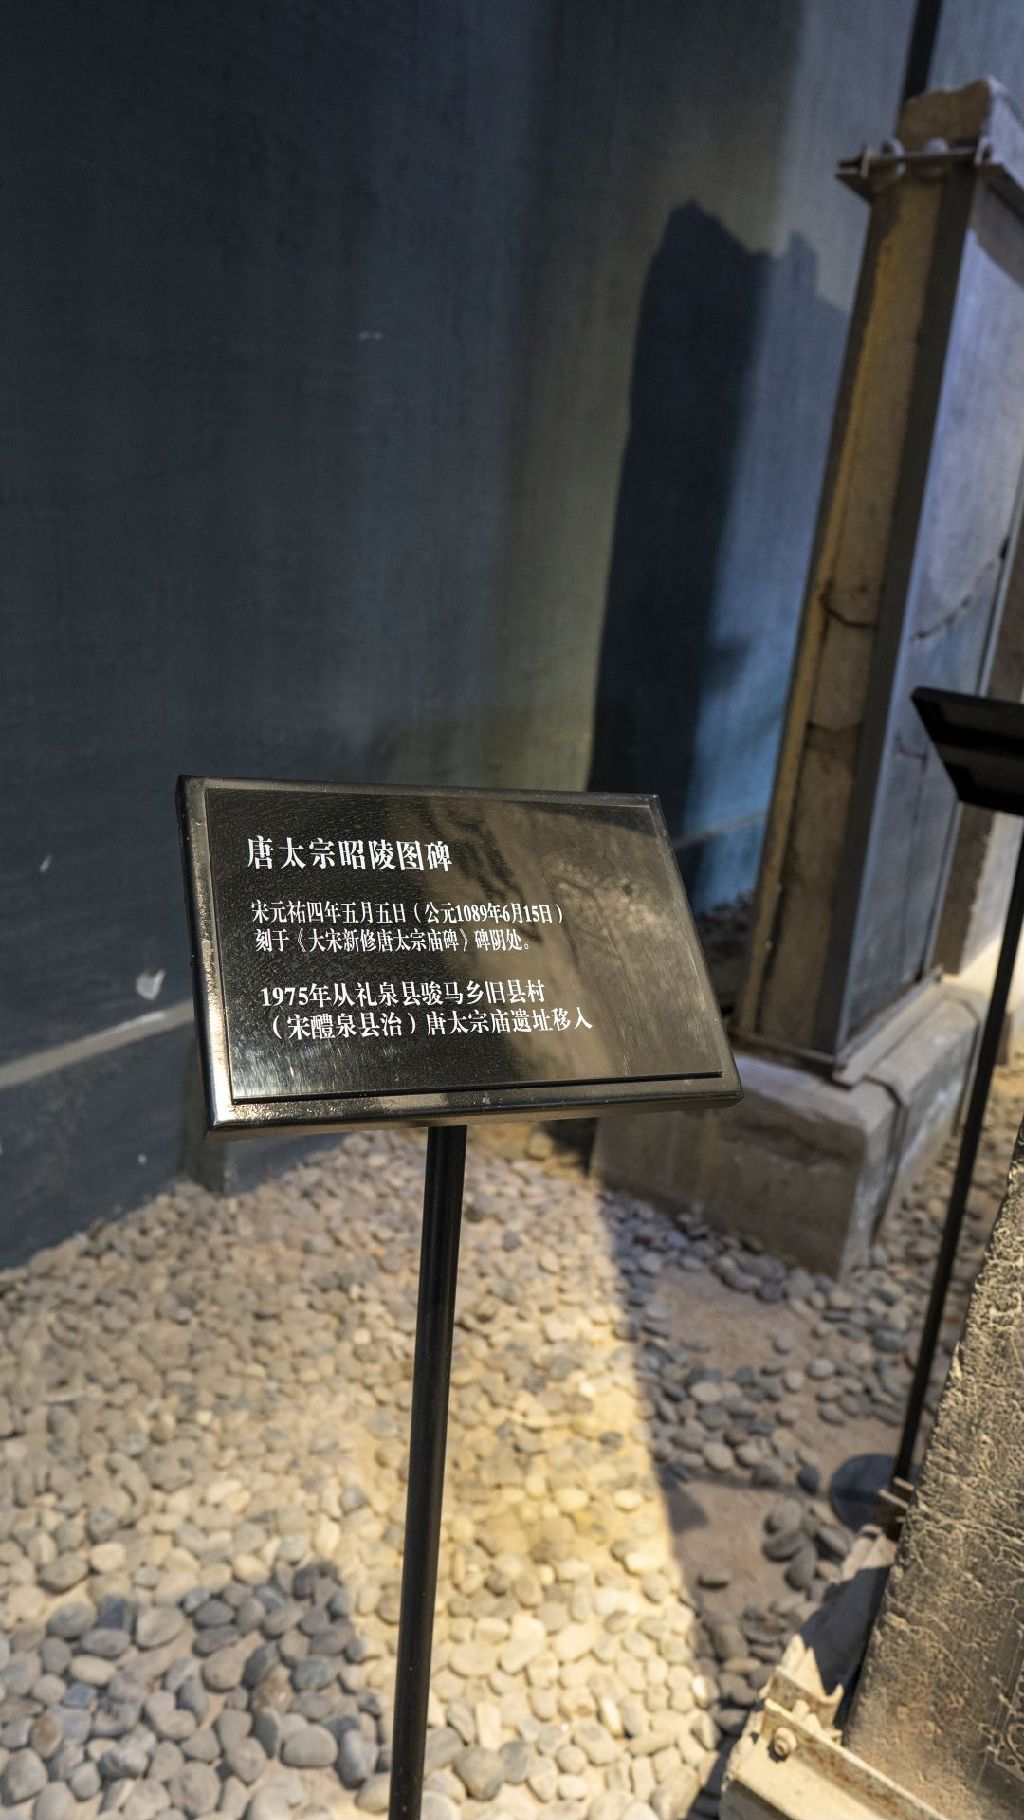 唐太宗昭陵图碑
宋元祐四年五月五日（公元1089年6月15日）
刻于《大宋新修唐太宗庙碑》碑阴处。
1975年从礼泉县骏马乡旧县村
（宋醴泉县治）唐太宗庙遗址移入